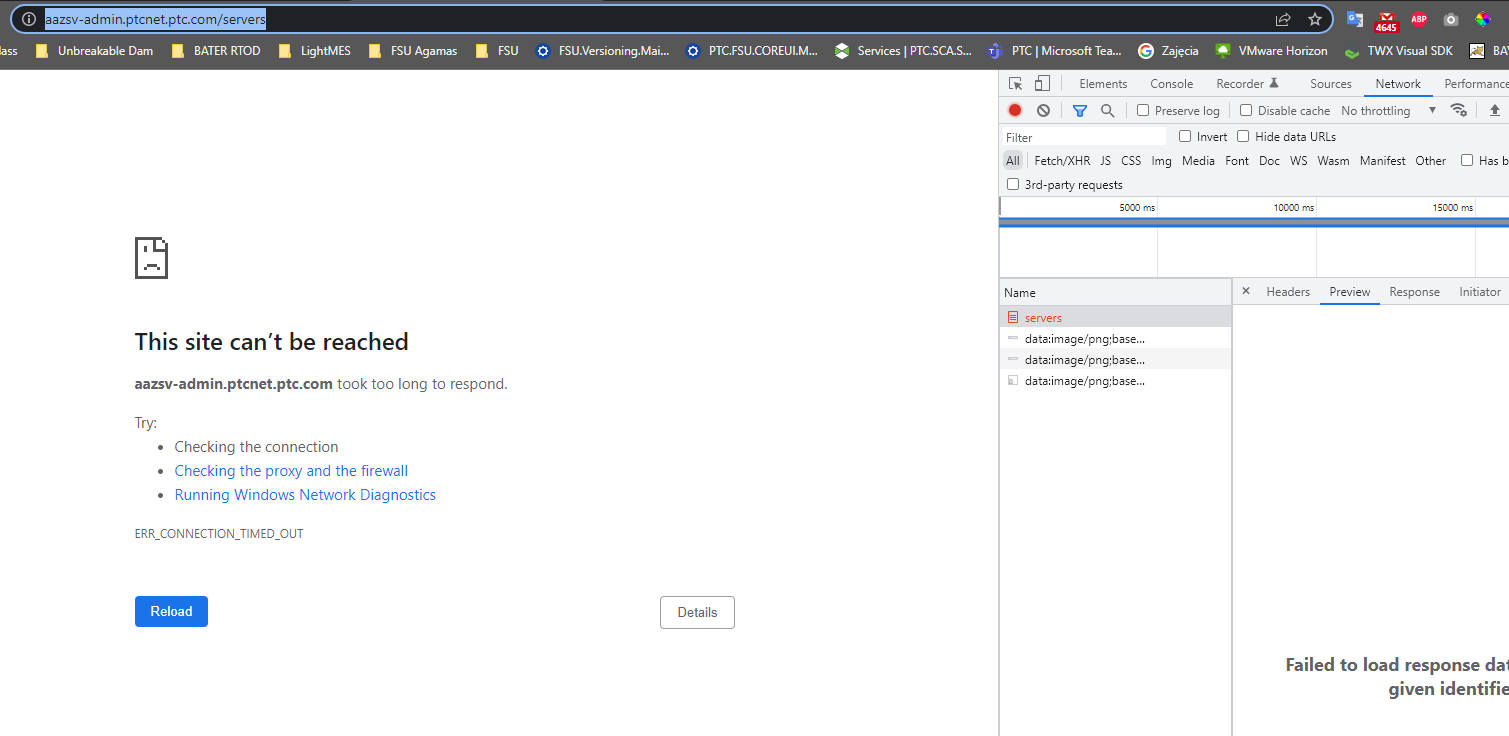 aazsv-admin.ptcnet.ptc.com/servers
4645
ABP
lass Unbreakable Dam BATER RTOD LightMES FSU Agamas FSU FSU.Versioning.Mai... PTC.FSU.COREUI.M... Services | PTC.SCA.S... PTC | Microsoft Tea... Zajęcia VMware Horizon TWX Visual SDK BA
Elements Console Recorder Sources Network Performance
Preserve log Disable cache No throttling
Filter Invert Hide data URLs
All Fetch/XHR JS CSS Img Media Font Doc WS Wasm Manifest Other Has b
3rd-party requests
5000 ms 10000 ms 15000 ms
Name
× Headers Preview Response Initiator
servers
data:image/png;base...
data:image/png;base...
data:image/png;base...
This site can’t be reached
aazsv-admin.ptcnet.ptc.com took too long to respond.
Try:
• Checking the connection
• Checking the proxy and the firewall
• Running Windows Network Diagnostics
ERR_CONNECTION_TIMED_OUT
Reload Details
Failed to load response dat
given identifie